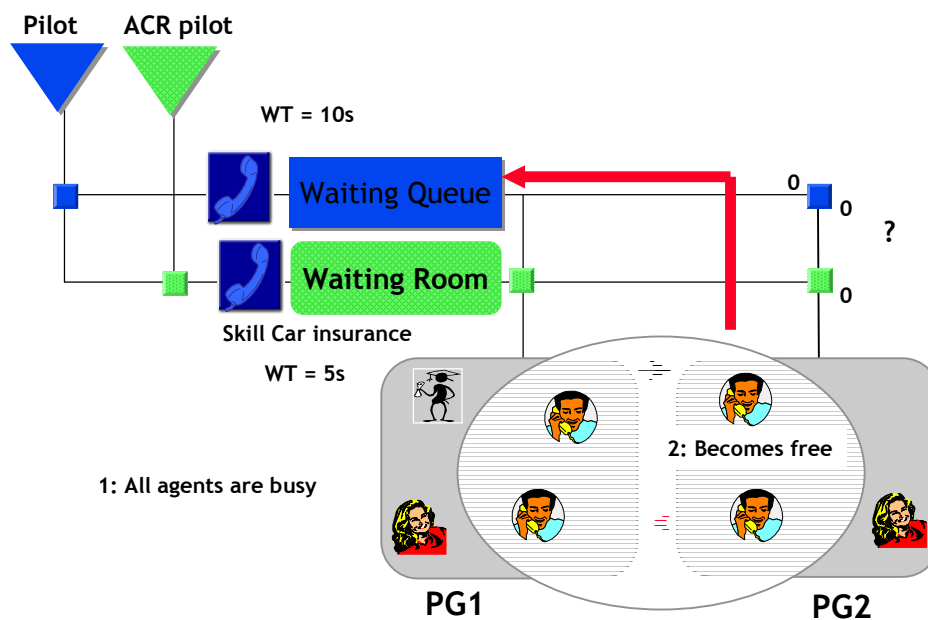 Pilot
ACR pilot
WT = 10s
Waiting Queue
0
0
?
Waiting Room
0
Skill Car insurance
WT = 5s
2: Becomes free
1: All agents are busy
PG1
PG2